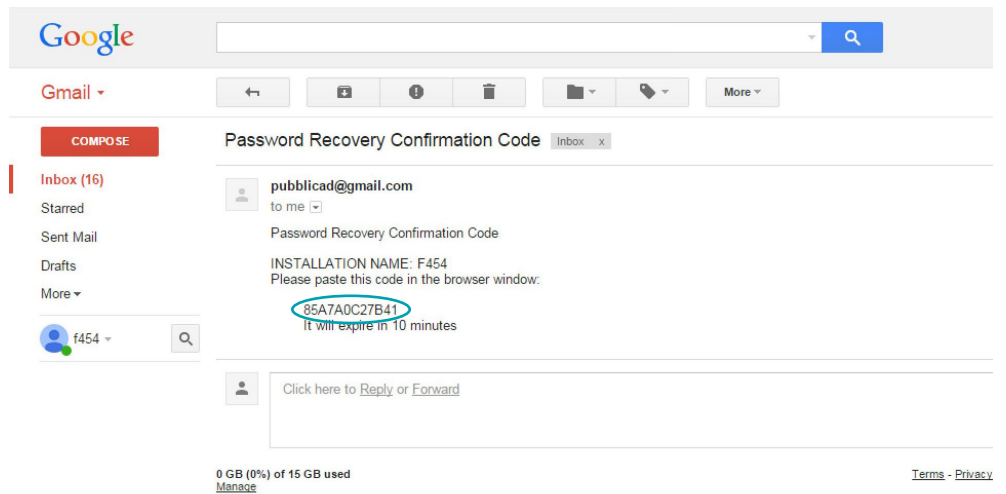 Google
Gmail
More
COMPOSE
Password Recovery Confirmation Code Inbox x
Inbox (16)
Starred
Sent Mail
Drafts
More
f454
pubblicad@gmail.com
to me
Password Recovery Confirmation Code
INSTALLATION NAME: F454
Please paste this code in the browser window:
85A7A0C27B41
It will expire in 10 minutes
Click here to Reply or Forward
0 GB (0%) of 15 GB used
Manage
Terms - Privacy